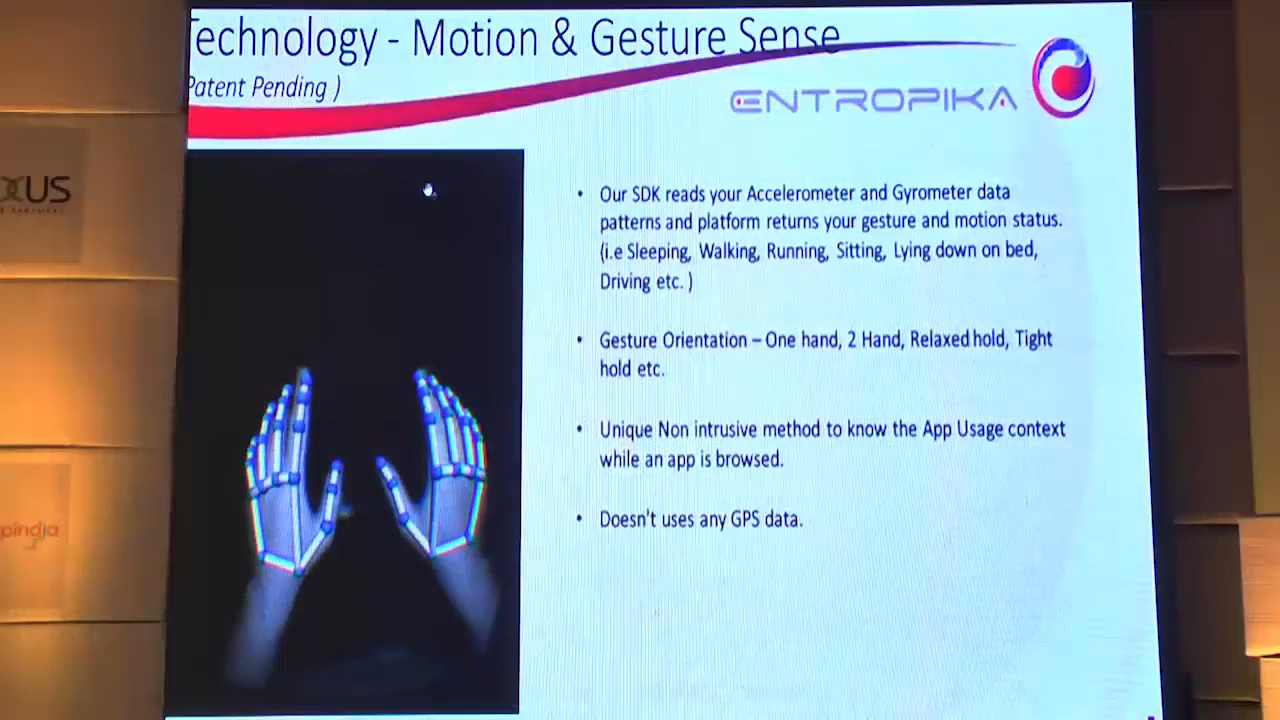 echnology - Motion & Gesture Sense
Patent Pending )
ENTROPIKA
• Our SDK reads your Accelerometer and Gyrometer data
patterns and platform returns your gesture and motion status.
(i.e Sleeping, Walking, Running, Sitting, Lying down on bed,
Driving etc. )
• Gesture Orientation – One hand, 2 Hand, Relaxed hold, Tight
hold etc.
• Unique Non intrusive method to know the App Usage context
while an app is browsed.
• Doesn't uses any GPS data.
XUS
pindia